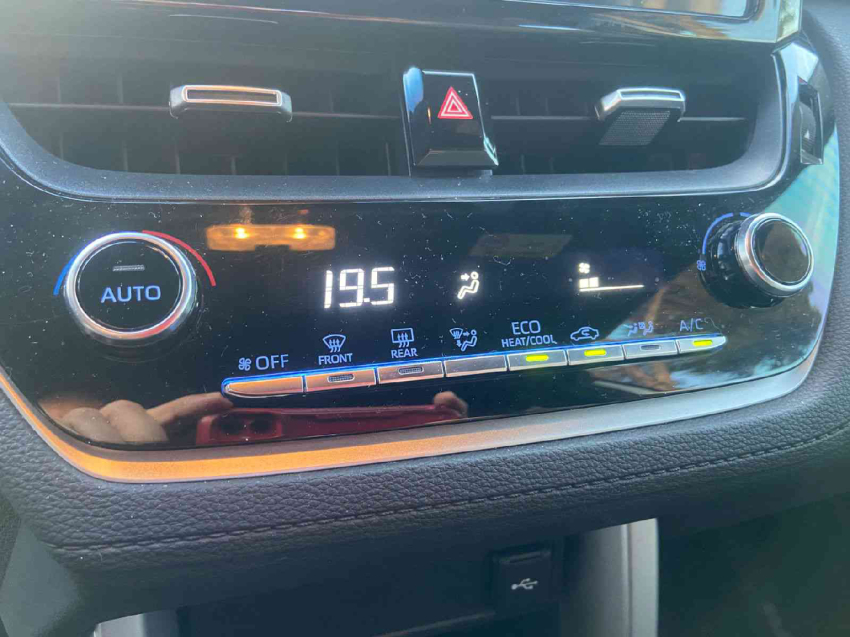 AUTO
19.5
OFF
FRONT
REAR
ECO
HEAT/COOL
A/C